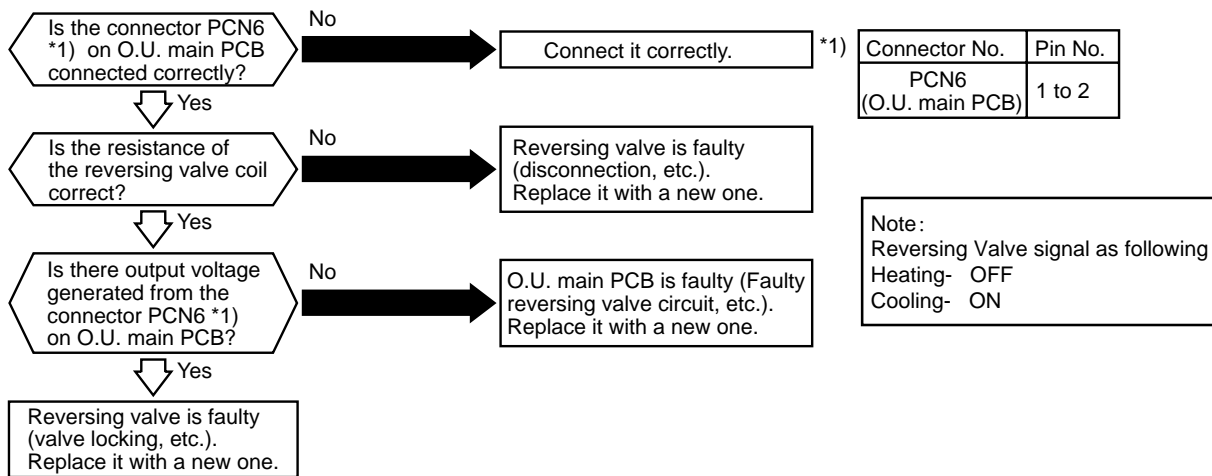 Is the connector PCN6
*1) on O.U. main PCB
connected correctly?
No
Connect it correctly.
*1)
Connector No.
Pin No.
PCN6
(O.U. main PCB)
1 to 2
Yes
Is the resistance of
the reversing valve coil
correct?
No
Reversing valve is faulty
(disconnection, etc.).
Replace it with a new one.
Yes
Is there output voltage
generated from the
connector PCN6 *1)
on O.U. main PCB?
No
O.U. main PCB is faulty (Faulty
reversing valve circuit, etc.).
Replace it with a new one.
Note:
Reversing Valve signal as following
Heating- OFF
Cooling- ON
Yes
Reversing valve is faulty
(valve locking, etc.).
Replace it with a new one.